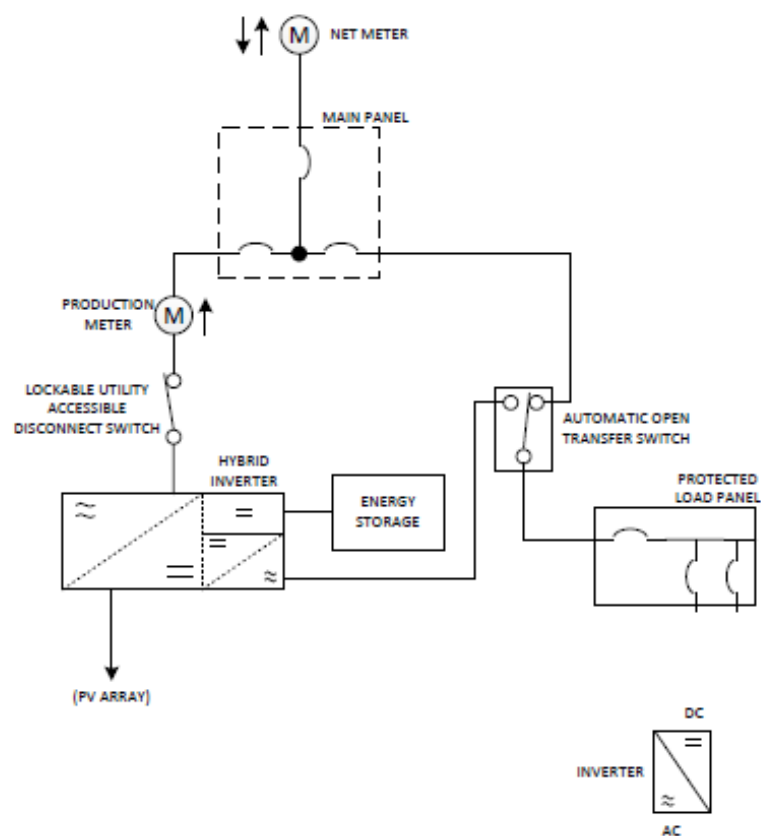 M
NET METER
MAIN PANEL
PRODUCTION
METER
M
LOCKABLE UTILITY
ACCESSIBLE
DISCONNECT SWITCH
AUTOMATIC OPEN
TRANSFER SWITCH
HYBRID
INVERTER
ENERGY
STORAGE
PROTECTED
LOAD PANEL
(PV ARRAY)
DC
INVERTER
AC